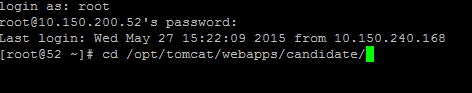 login as: root
root@10.150.200.52's password:
Last login: Wed May 27 15:22:09 2015 from 10.150.240.168
[root@52 ~]# cd /opt/tomcat/webapps/candidate/